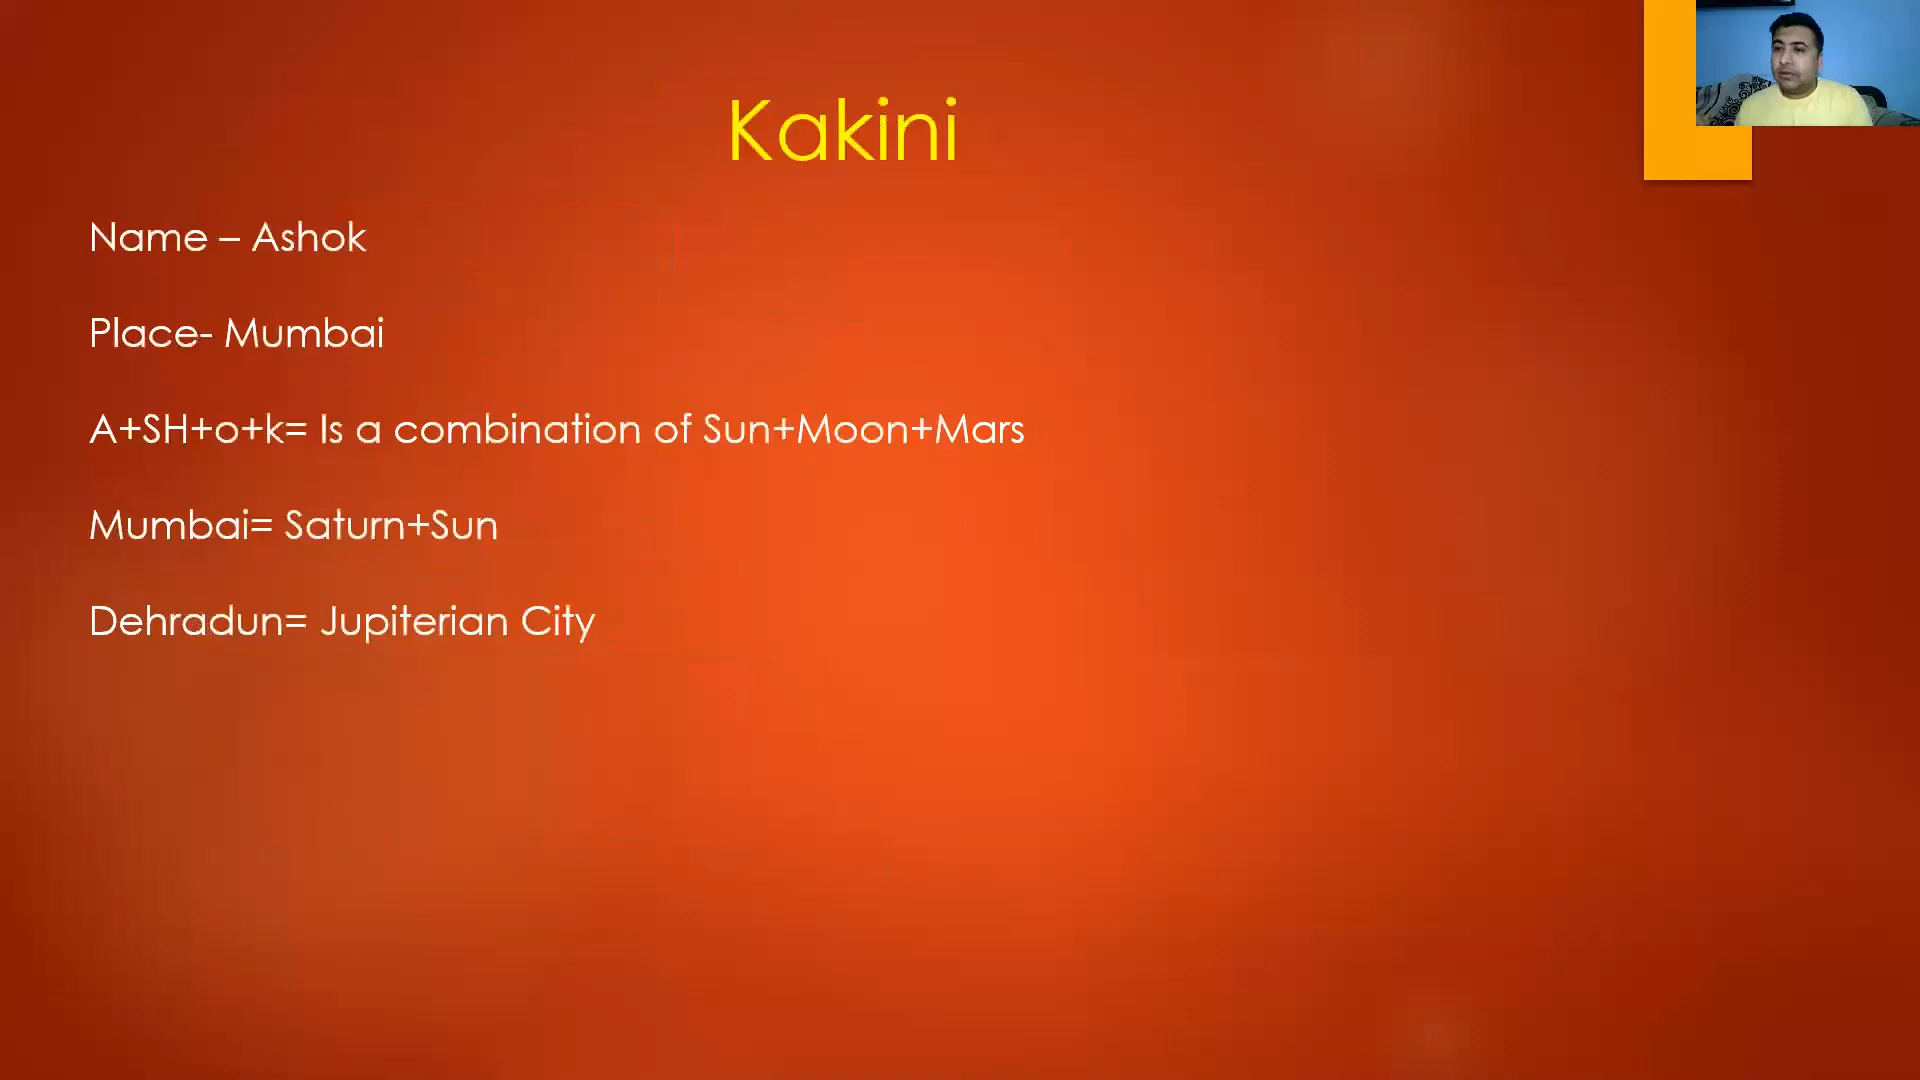 Kakini
Name – Ashok
Place- Mumbai
A+SH+o+k= Is a combination of Sun+Moon+Mars
Mumbai= Saturn+Sun
Dehradun= Jupiterian City